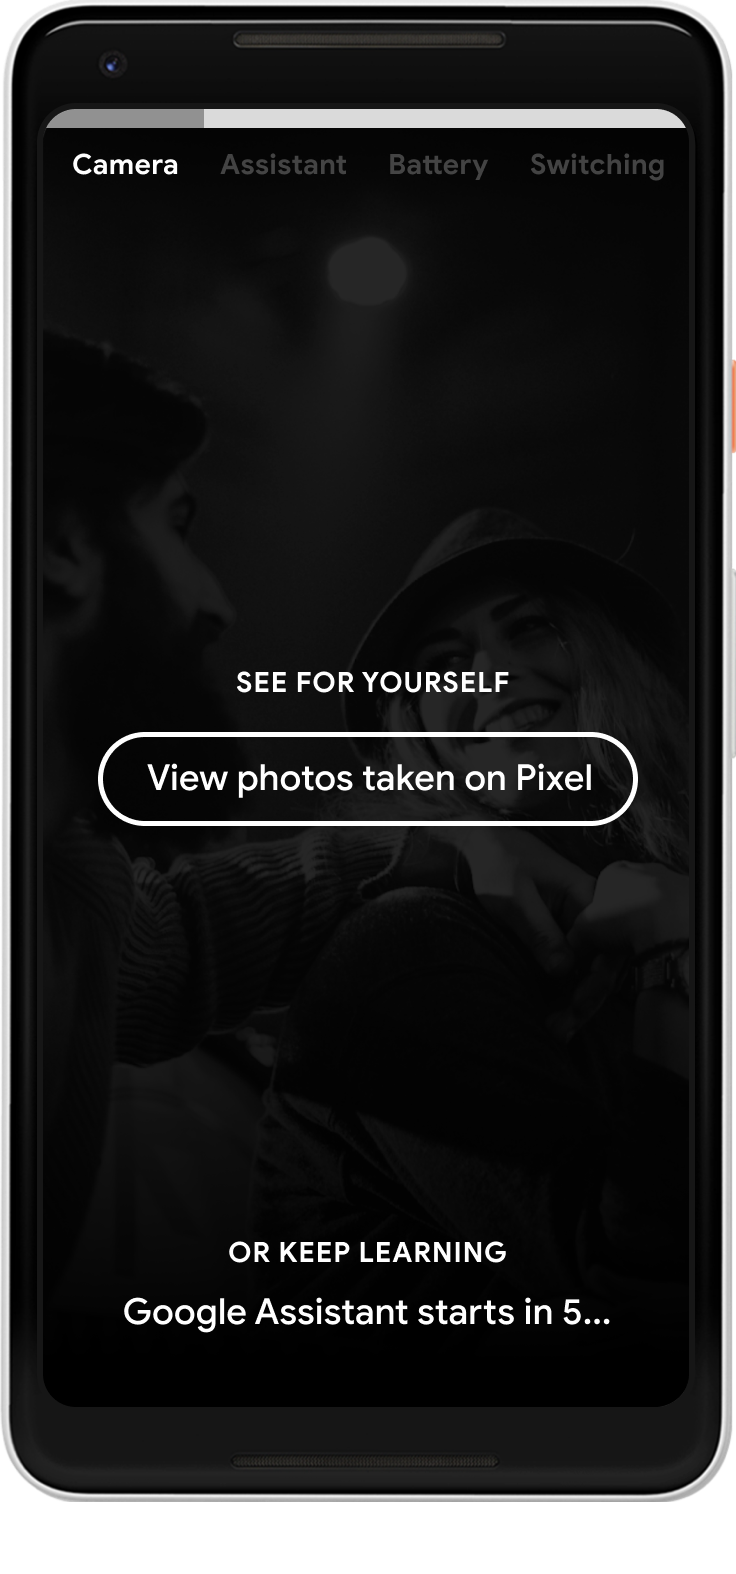 Camera Assistant Battery Switching
SEE FOR YOURSELF
View photos taken on Pixel
OR KEEP LEARNING
Google Assistant starts in 5...